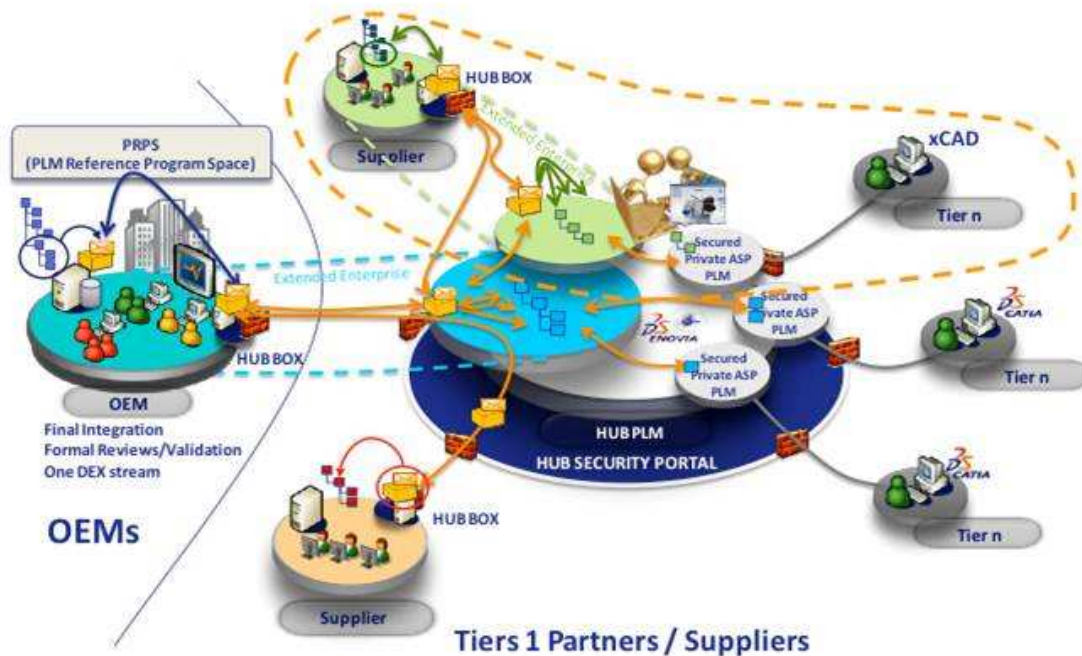 HUB BOX
Supplier
Extended Enterprise
PRPS
(PLM Reference Program Space)
xCAD
Tier n
Secured
Private ASP
PLM
Extended Enterprise
HUB BOX
OEM
Final Integration
Formal Reviews/Validation
One DEX stream
OEMs
ENOVIA
Secured
Private ASP
PLM
CATIA
Tier n
Secured
Private ASP
PLM
HUB PLM
HUB SECURITY PORTAL
CATIA
Tier n
HUB BOX
Supplier
Tiers 1 Partners / Suppliers